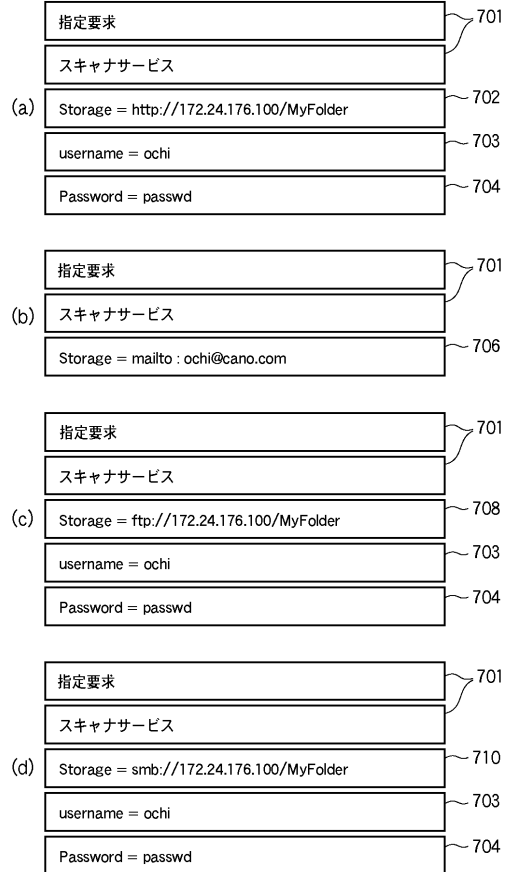 指定要求 701
スキャナサービス
(a) Storage = http://172.24.176.100/MyFolder 702
username = ochi 703
Password = passwd 704
指定要求 701
(b) スキャナサービス
Storage = mailto : ochi@cano.com 706
指定要求 701
スキャナサービス
(c) Storage = ftp://172.24.176.100/MyFolder 708
username = ochi 703
Password = passwd 704
指定要求 701
スキャナサービス
(d) Storage = smb://172.24.176.100/MyFolder 710
username = ochi 703
Password = passwd 704